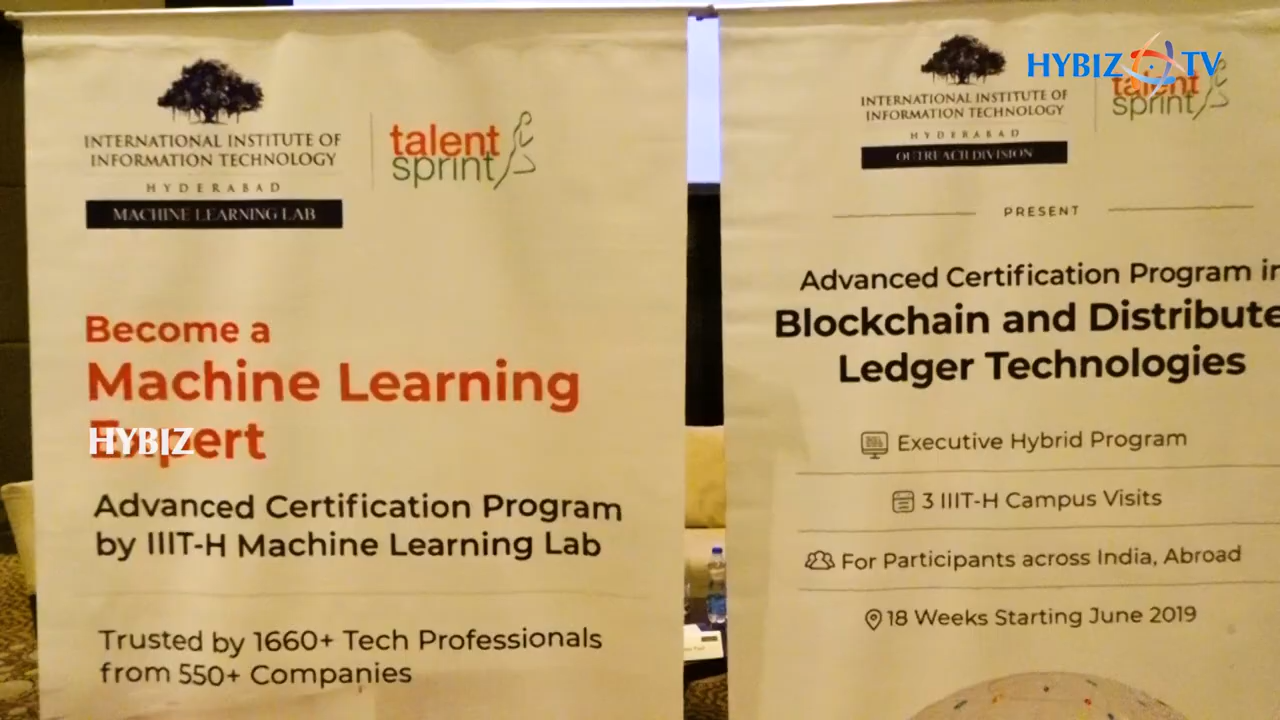 INTERNATIONAL INSTITUTE OF
INFORMATION TECHNOLOGY
HYDERABAD
MACHINE LEARNING LAB
talent
sprint
Become a
Machine Learning
Expert
HYBIZ
Advanced Certification Program
by IIIT-H Machine Learning Lab
Trusted by 1660+ Tech Professionals
from 550+ Companies
HYBIZ TV
INTERNATIONAL INSTITUTE OF
INFORMATION TECHNOLOGY
HYDERABAD
OUTREACH DIVISION
talent
sprint
PRESENT
Advanced Certification Program in
Blockchain and Distribute
Ledger Technologies
Executive Hybrid Program
3 IIIT-H Campus Visits
For Participants across India, Abroad
18 Weeks Starting June 2019